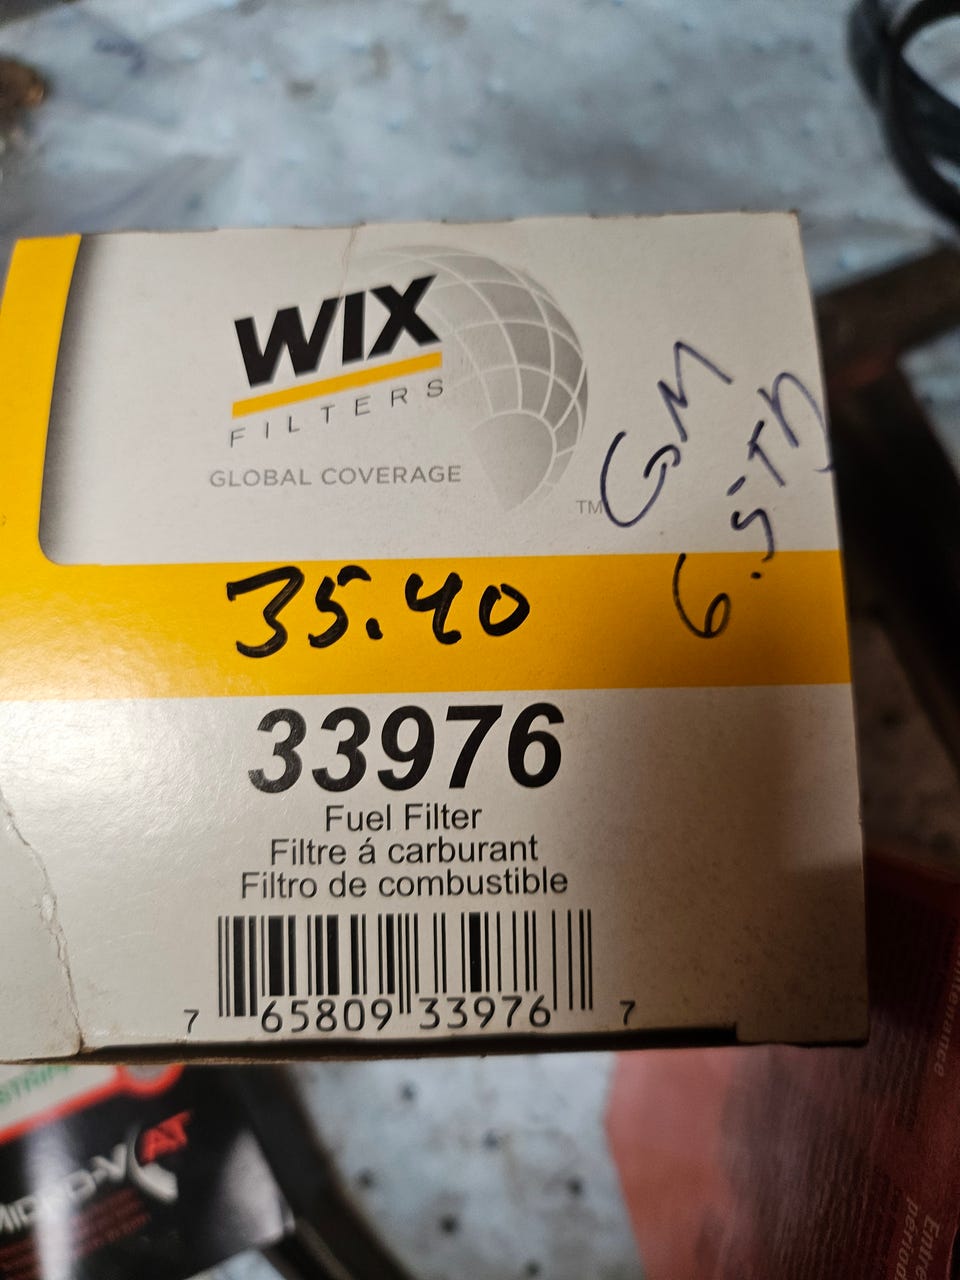 WIX
FILTERS
GLOBAL COVERAGE
TM
GM
6.5TD
35.40
33976
Fuel Filter
Filtre á carburant
Filtro de combustible
7 65809 33976 7
AT